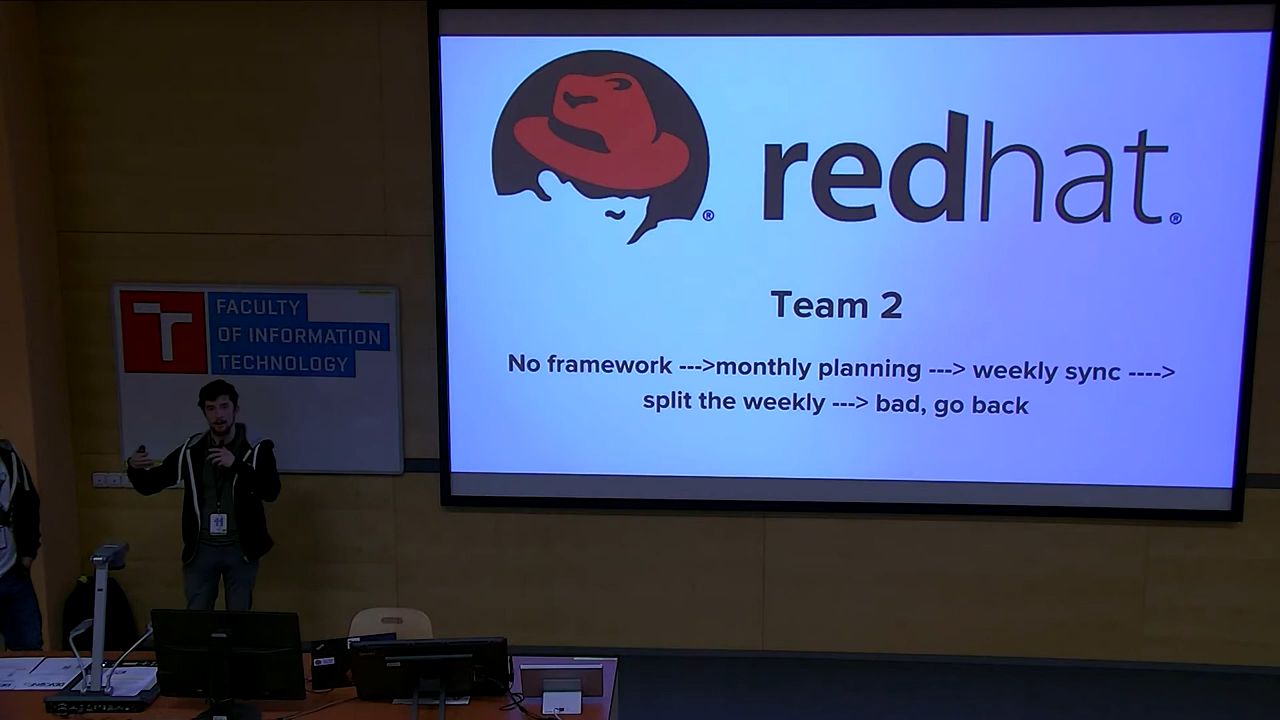 redhat
®
®
Team 2
No framework --->monthly planning ---> weekly sync ---->
split the weekly ---> bad, go back
FACULTY
OF INFORMATION
TECHNOLOGY